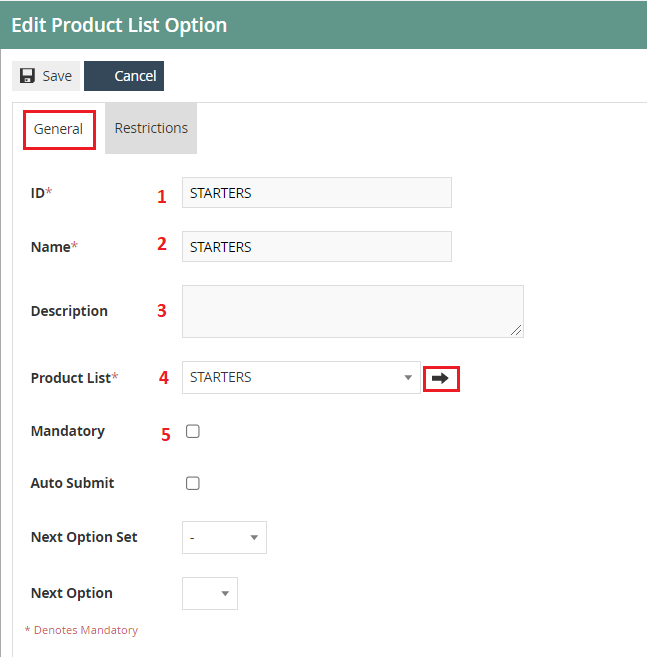 Edit Product List Option
Save Cancel
General Restrictions
ID* 1 STARTERS
Name* 2 STARTERS
Description 3
Product List* 4 STARTERS
Mandatory 5
Auto Submit
Next Option Set -
Next Option
* Denotes Mandatory